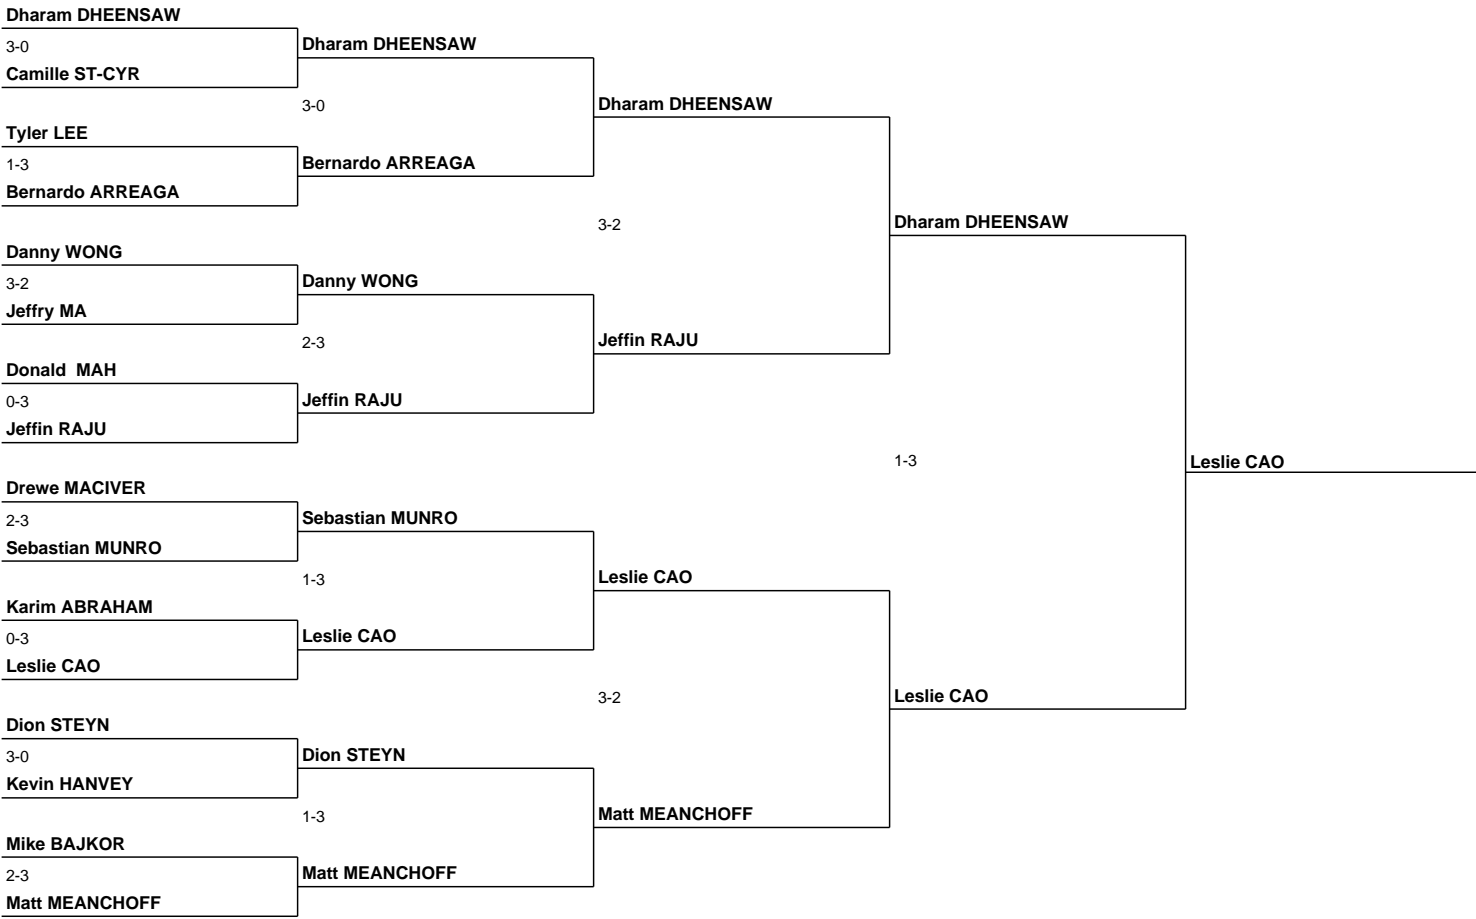 Dharam DHEENSAW
3-0
Camille ST-CYR
Tyler LEE
1-3
Bernardo ARREAGA
Danny WONG
3-2
Jeffry MA
Donald  MAH
0-3
Jeffin RAJU
Drewe MACIVER
2-3
Sebastian MUNRO
Karim ABRAHAM
0-3
Leslie CAO
Dion STEYN
3-0
Kevin HANVEY
Mike BAJKOR
2-3
Matt MEANCHOFF
Dharam DHEENSAW
3-0
Bernardo ARREAGA
Danny WONG
2-3
Jeffin RAJU
Sebastian MUNRO
1-3
Leslie CAO
Dion STEYN
1-3
Matt MEANCHOFF
Dharam DHEENSAW
3-2
Jeffin RAJU
Leslie CAO
3-2
Matt MEANCHOFF
Dharam DHEENSAW
1-3
Leslie CAO
Leslie CAO